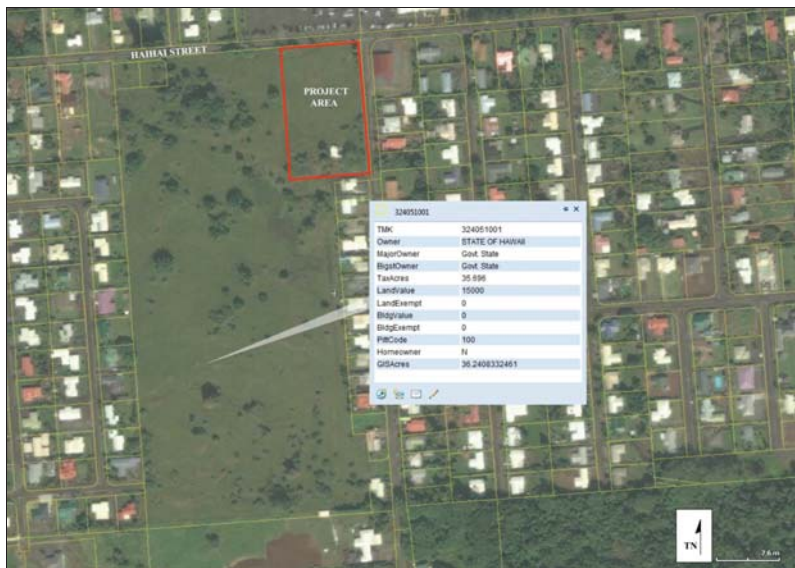 HAIHAI STREET
PROJECT
AREA
324051001
TMK 324051001
Owner STATE OF HAWAII
MajorOwner Govt. State
BigstOwner Govt. State
TaxAcres 35.696
LandValue 15000
LandExempt 0
BldgValue 0
BldgExempt 0
PittCode 100
Homeowner N
GISAcres 36.2408332461
TN